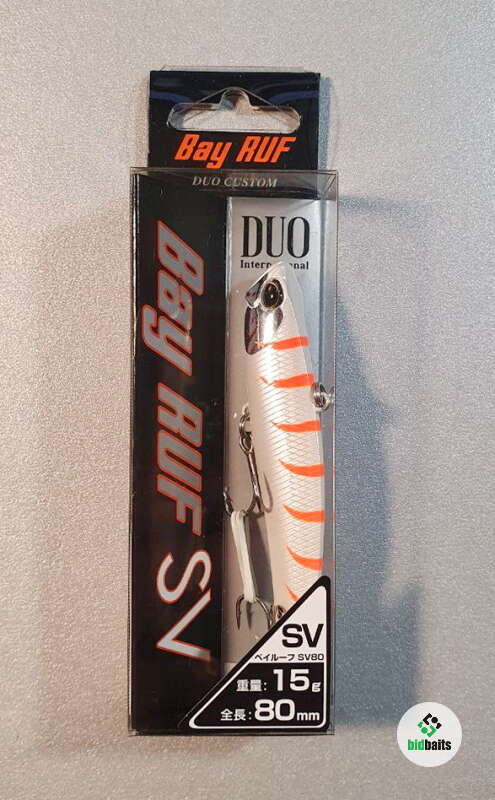 Bay RUF
DUO CUSTOM
Bay RUF SV
DUO
International
SV
ベイルーフ SV80
重量: 15g
全長: 80mm
bidbaits